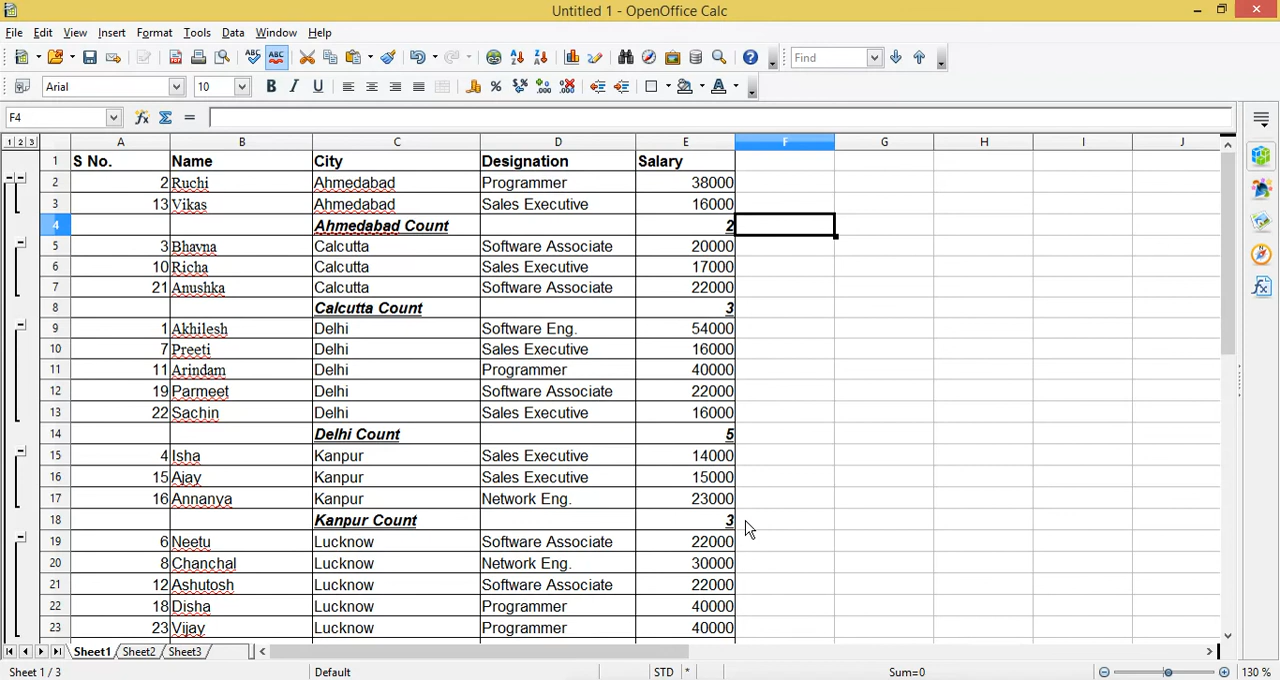 Untitled 1 - OpenOffice Calc
File Edit View Insert Format Tools Data Window Help
Find
Arial 10
F4
1 2 3
A B C D E F G H I J
1 S No. Name City Designation Salary
2 2 Ruchi Ahmedabad Programmer 38000
3 13 Vikas Ahmedabad Sales Executive 16000
4 Ahmedabad Count 2
5 3 Bhavna Calcutta Software Associate 20000
6 10 Richa Calcutta Sales Executive 17000
7 21 Anushka Calcutta Software Associate 22000
8 Calcutta Count 3
9 1 Akhilesh Delhi Software Eng. 54000
10 7 Preeti Delhi Sales Executive 16000
11 11 Arindam Delhi Programmer 40000
12 19 Parmeet Delhi Software Associate 22000
13 22 Sachin Delhi Sales Executive 16000
14 Delhi Count 5
15 4 Isha Kanpur Sales Executive 14000
16 15 Ajay Kanpur Sales Executive 15000
17 16 Annanya Kanpur Network Eng. 23000
18 Kanpur Count 3
19 6 Neetu Lucknow Software Associate 22000
20 8 Chanchal Lucknow Network Eng. 30000
21 12 Ashutosh Lucknow Software Associate 22000
22 18 Disha Lucknow Programmer 40000
23 23 Vijay Lucknow Programmer 40000
Sheet1 Sheet2 Sheet3
Sheet 1 / 3 Default STD * Sum=0 130 %